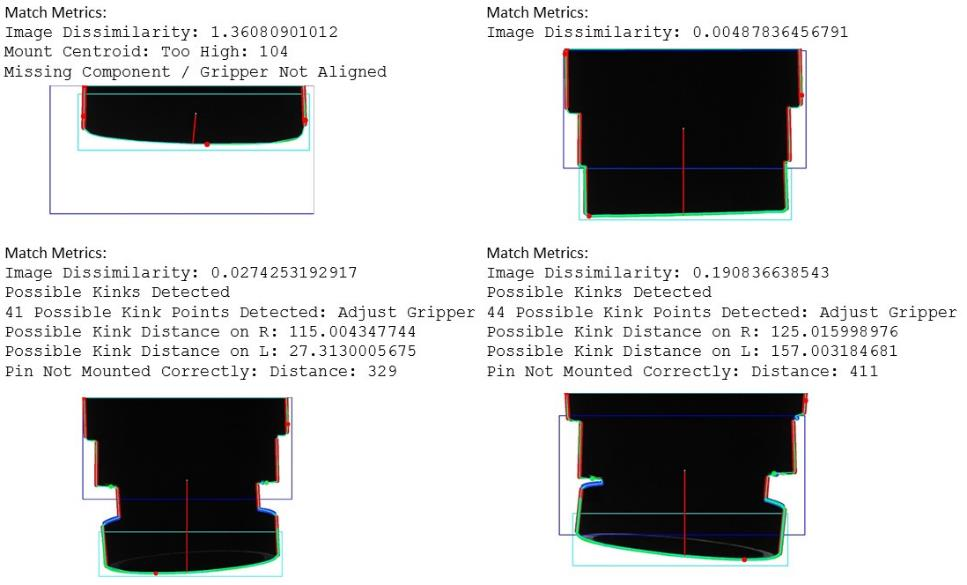 Match Metrics:
Image Dissimilarity: 1.36080901012
Mount Centroid: Too High: 104
Missing Component / Gripper Not Aligned
Match Metrics:
Image Dissimilarity: 0.00487836456791
Match Metrics:
Image Dissimilarity: 0.0274253192917
Possible Kinks Detected
41 Possible Kink Points Detected: Adjust Gripper
Possible Kink Distance on R: 115.004347744
Possible Kink Distance on L: 27.3130005675
Pin Not Mounted Correctly: Distance: 329
Match Metrics:
Image Dissimilarity: 0.190836638543
Possible Kinks Detected
44 Possible Kink Points Detected: Adjust Gripper
Possible Kink Distance on R: 125.015998976
Possible Kink Distance on L: 157.003184681
Pin Not Mounted Correctly: Distance: 411